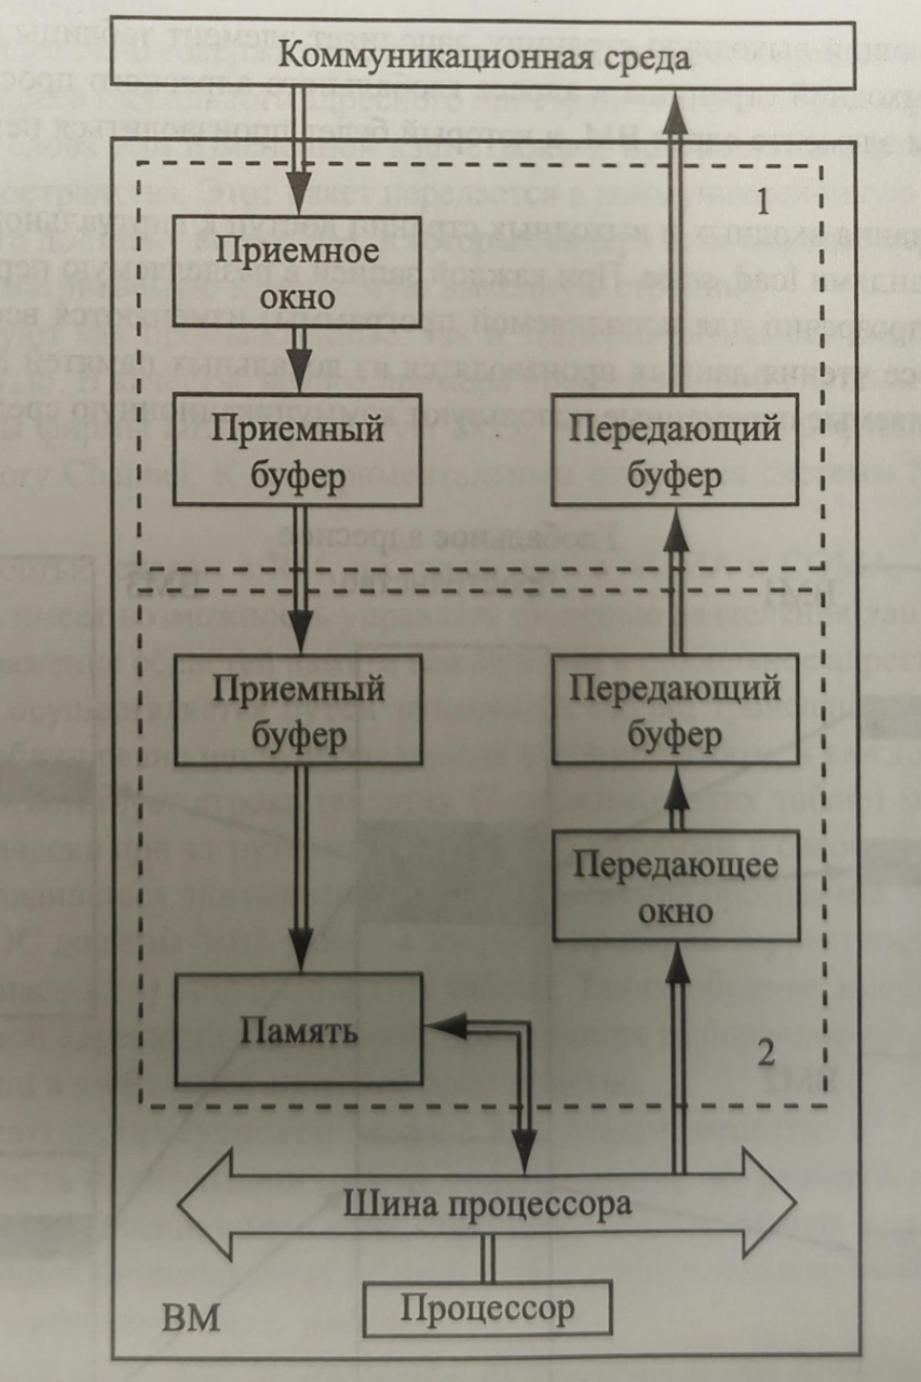 Коммуникационная среда
1
Приемное
окно
Приемный
буфер
Передающий
буфер
Приемный
буфер
Передающий
буфер
Передающее
окно
Память
2
Шина процессора
Процессор
ВМ